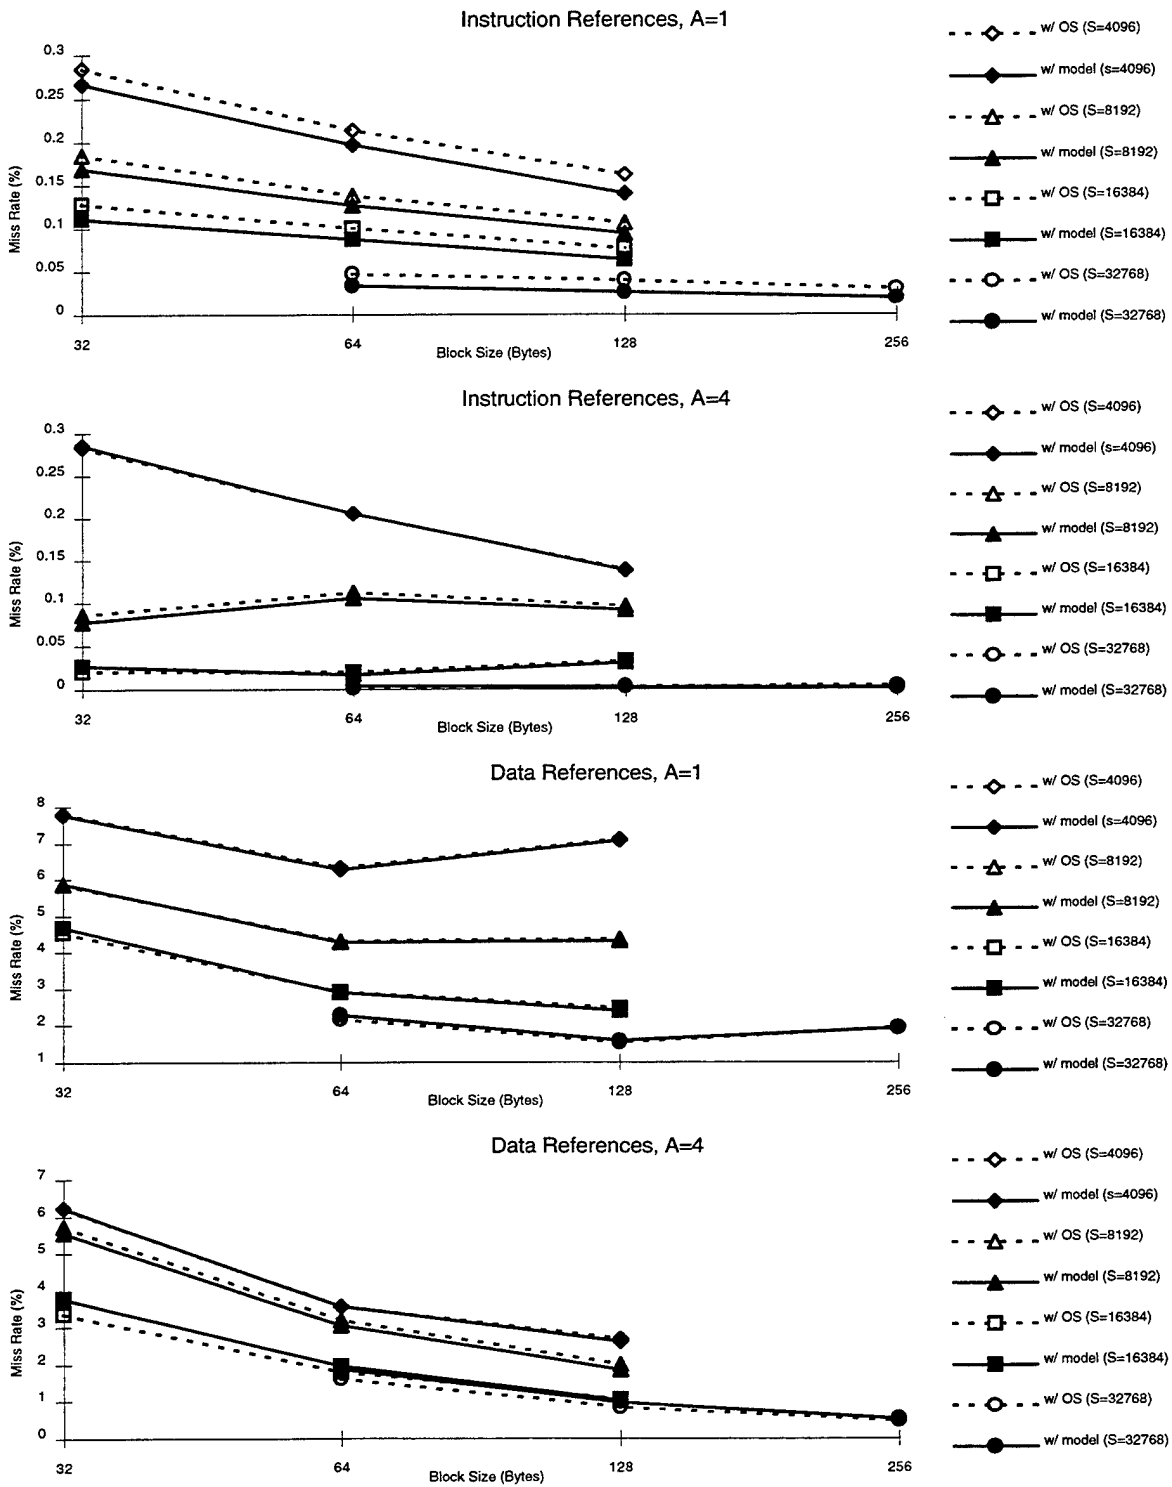 Instruction References, A=1
w/ OS (S=4096)
w/ model (s=4096)
w/ OS (S=8192)
w/ model (S=8192)
w/ OS (S=16384)
w/ model (S=16384)
w/ OS (S=32768)
w/ model (S=32768)
Miss Rate (%)
0.3
0.25
0.2
0.15
0.1
0.05
0
32
64
128
256
Block Size (Bytes)
Instruction References, A=4
w/ OS (S=4096)
w/ model (s=4096)
w/ OS (S=8192)
w/ model (S=8192)
w/ OS (S=16384)
w/ model (S=16384)
w/ OS (S=32768)
w/ model (S=32768)
Miss Rate (%)
0.3
0.25
0.2
0.15
0.1
0.05
0
32
64
128
256
Block Size (Bytes)
Data References, A=1
w/ OS (S=4096)
w/ model (s=4096)
w/ OS (S=8192)
w/ model (S=8192)
w/ OS (S=16384)
w/ model (S=16384)
w/ OS (S=32768)
w/ model (S=32768)
Miss Rate (%)
8
7
6
5
4
3
2
1
32
64
128
256
Block Size (Bytes)
Data References, A=4
w/ OS (S=4096)
w/ model (s=4096)
w/ OS (S=8192)
w/ model (S=8192)
w/ OS (S=16384)
w/ model (S=16384)
w/ OS (S=32768)
w/ model (S=32768)
Miss Rate (%)
7
6
5
4
3
2
1
0
32
64
128
256
Block Size (Bytes)